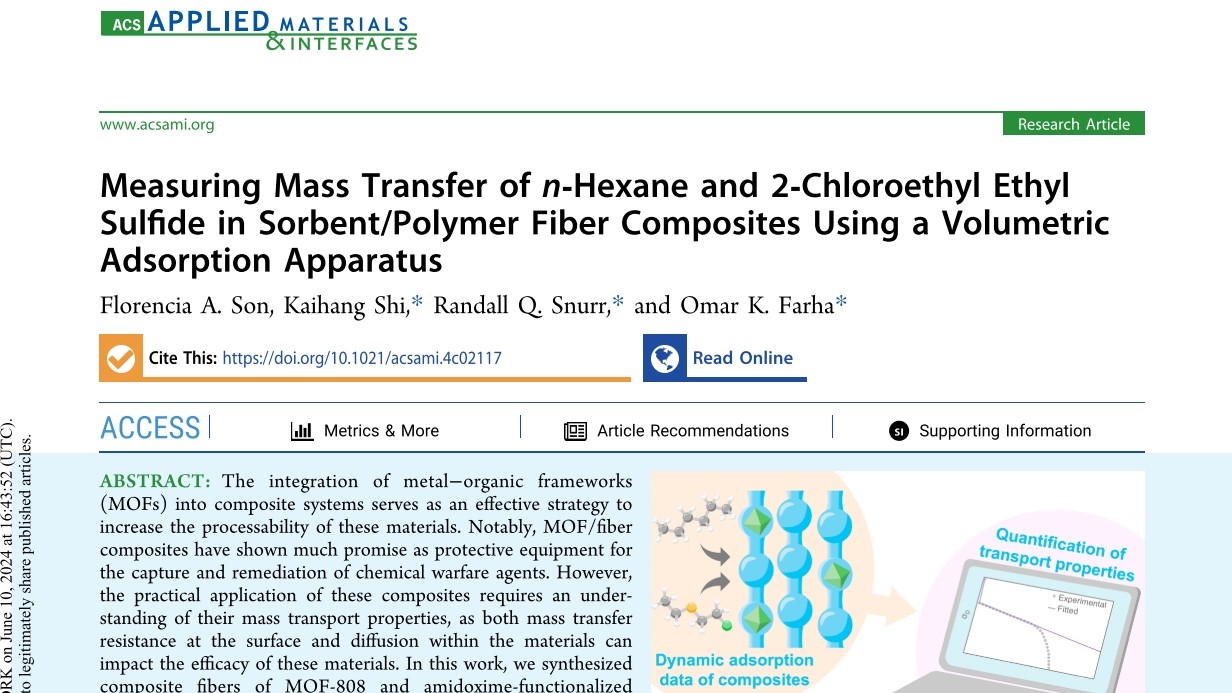 ACS APPLIED MATERIALS
& INTERFACES
www.acsami.org
Research Article
Measuring Mass Transfer of n-Hexane and 2-Chloroethyl Ethyl
Sulfide in Sorbent/Polymer Fiber Composites Using a Volumetric
Adsorption Apparatus
Florencia A. Son, Kaihang Shi,* Randall Q. Snurr,* and Omar K. Farha*
Cite This: https://doi.org/10.1021/acsami.4c02117
Read Online
ACCESS
Metrics & More
Article Recommendations
SI
Supporting Information
ABSTRACT: The integration of metal−organic frameworks
(MOFs) into composite systems serves as an effective strategy to
increase the processability of these materials. Notably, MOF/fiber
composites have shown much promise as protective equipment for
the capture and remediation of chemical warfare agents. However,
the practical application of these composites requires an under-
standing of their mass transport properties, as both mass transfer
resistance at the surface and diffusion within the materials can
impact the efficacy of these materials. In this work, we synthesized
composite fibers of MOF-808 and amidoxime-functionalized
Dynamic adsorption
data of composites
Quantification of
transport properties
Experimental
Fitted
RK on June 10, 2024 at 16:43:52 (UTC).
to legitimately share published articles.